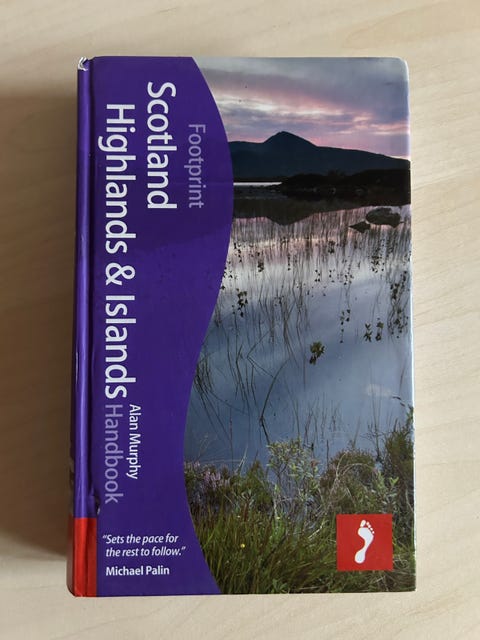 Footprint
Scotland
Highlands & Islands
Handbook
Alan Murphy
"Sets the pace for
the rest to follow."
Michael Palin